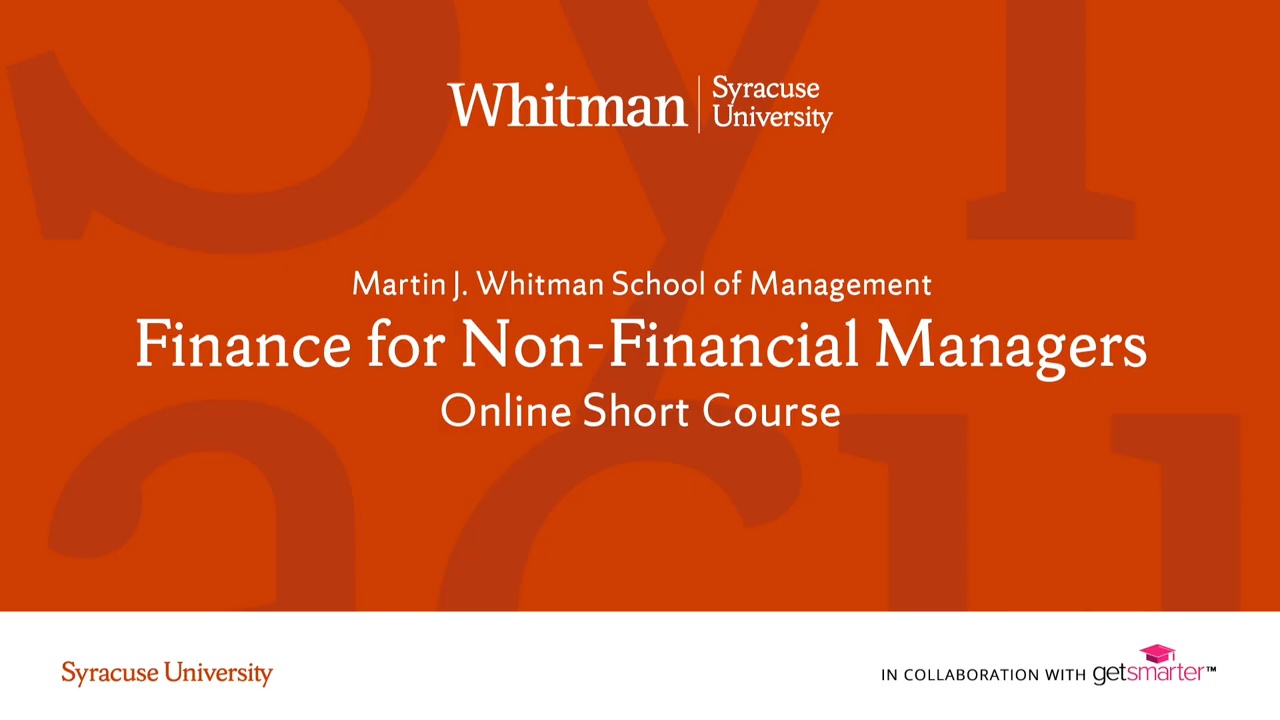 Whitman
Syracuse
University
Martin J. Whitman School of Management
Finance for Non-Financial Managers
Online Short Course
Syracuse University
IN COLLABORATION WITH getsmarter™